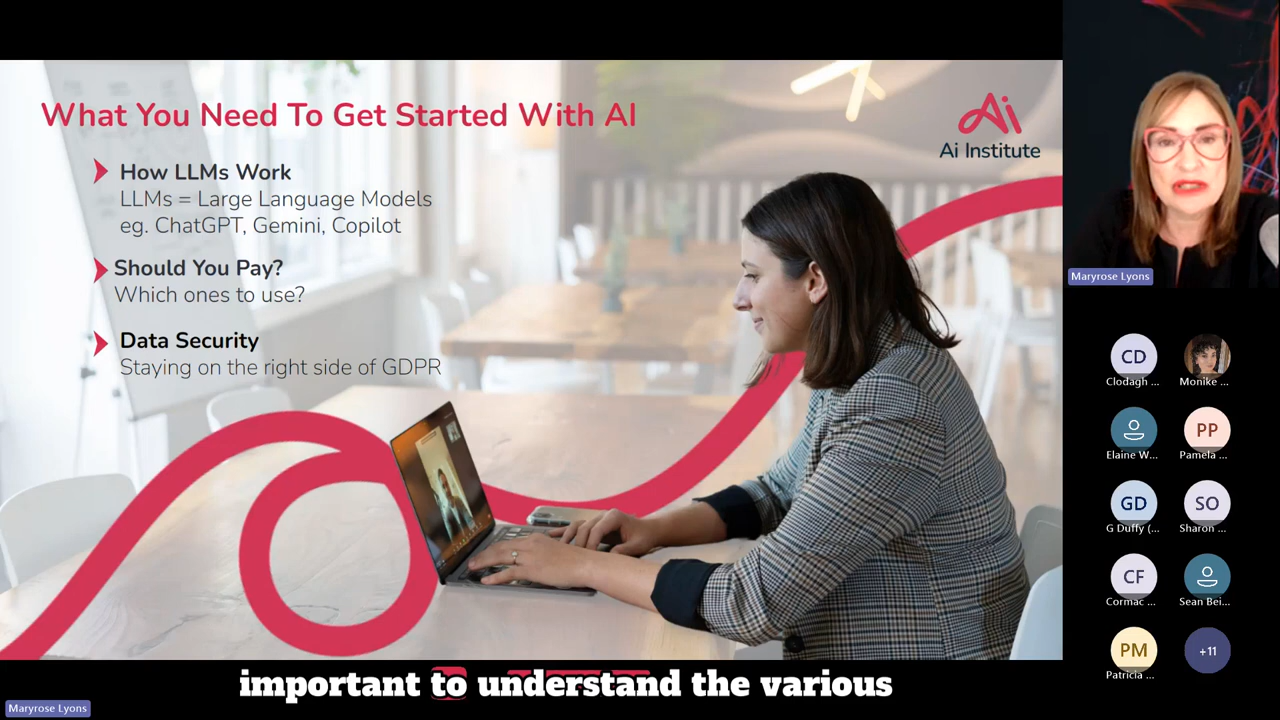 What You Need To Get Started With AI
How LLMs Work
LLMs = Large Language Models
eg. ChatGPT, Gemini, Copilot
Should You Pay?
Which ones to use?
Data Security
Staying on the right side of GDPR
Ai
Ai Institute
Maryrose Lyons
CD
Clodagh ...
Monike ...
Elaine W...
PP
Pamela ...
GD
G Duffy (...
SO
Sharon ...
CF
Cormac ...
Sean Bei...
PM
Patricia ...
+11
important to understand the various
Maryrose Lyons